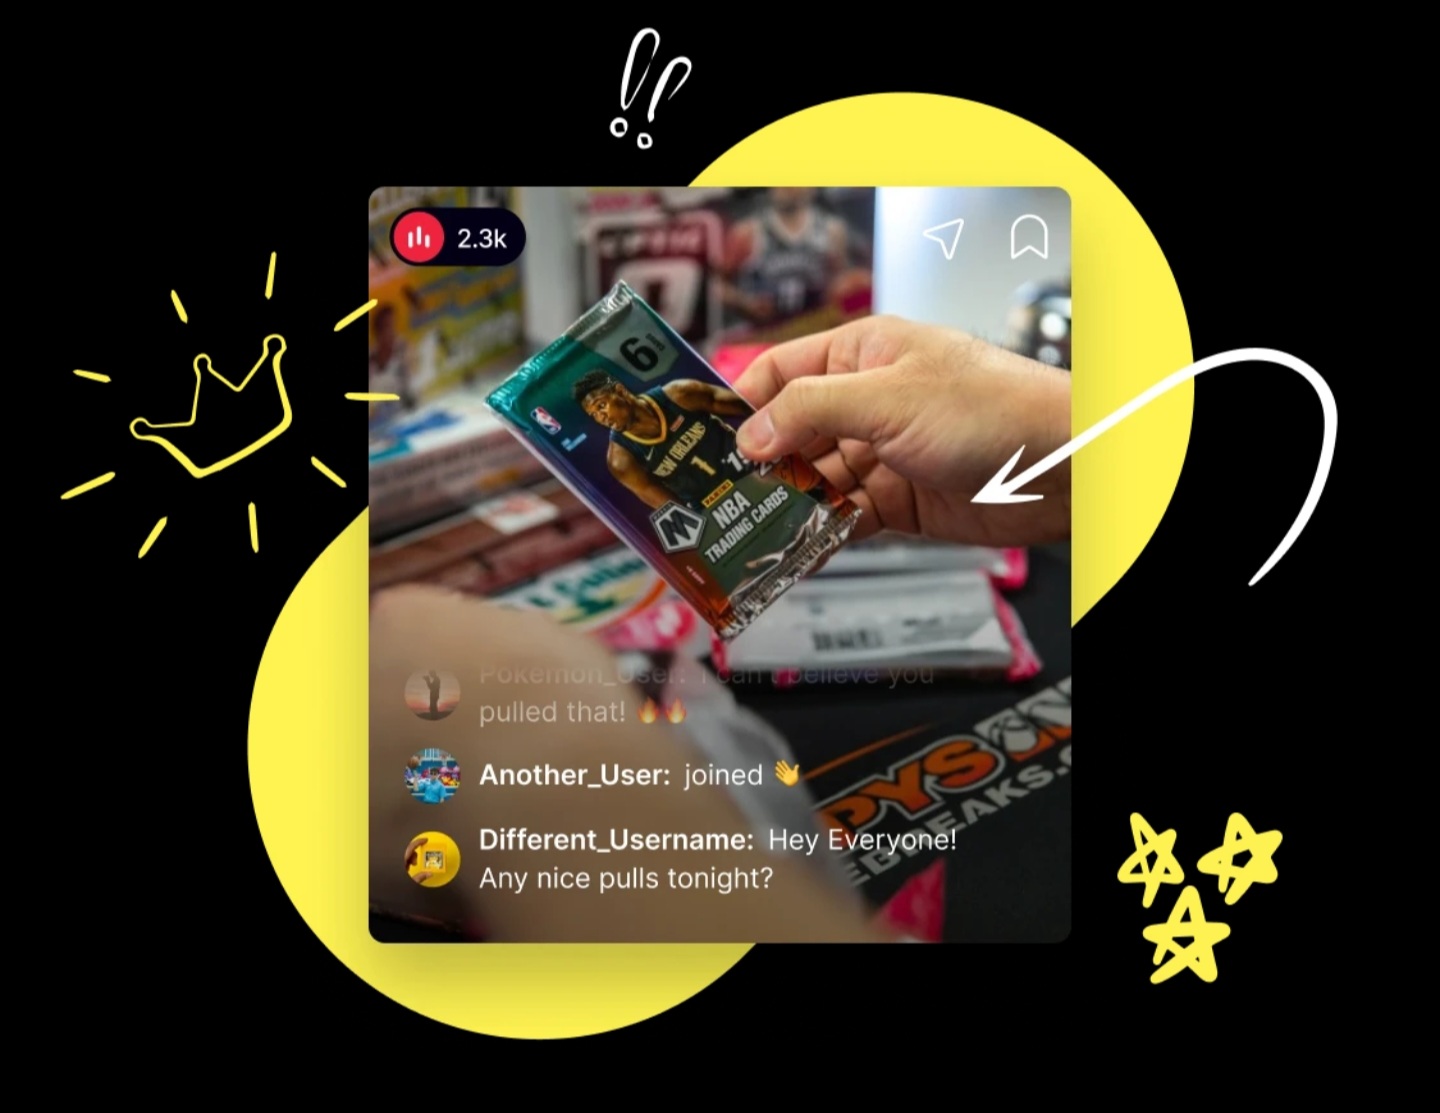 !!
2.3k
6
NEW ORLEANS
1
PANINI
NBA
TRADING CARDS
Pokemon_User: I can't believe you
pulled that! 🔥🔥
Another_User: joined 👋
Different_Username: Hey Everyone!
Any nice pulls tonight?
PYS
EBREAKS.